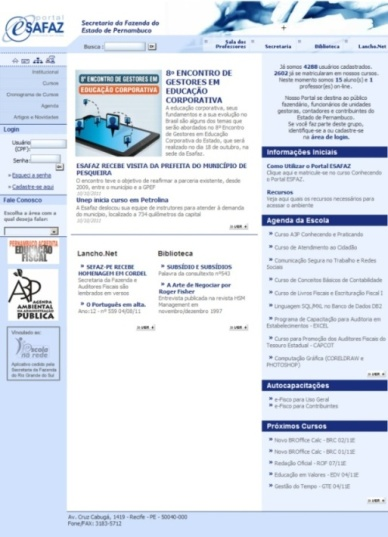 portal
eSAFAZ
Secretaria da Fazenda do
Estado de Pernambuco
Busca :
Sala dos
Professores
Secretaria
Biblioteca
Lanche.Net
Institucional
Cursos
Cronograma de Cursos
Agenda
Artigos e Novidades
Login
Usuário
(CPF):
Senha:
» Esqueci a senha
» Cadastre-se aqui
Fale Conosco
Escolha a área com a
qual deseja falar:
PERNAMBUCO ACREDITA
EDUCAÇÃO
FISCAL
A3P
AGENDA
AMBIENTAL
NA ADMINISTRAÇÃO
PÚBLICA
Vinculado ao:
Escola
na rede
Aplicativo cedido pela
Secretaria da Fazenda
do Rio Grande do Sul
8º ENCONTRO DE
GESTORES EM
EDUCAÇÃO CORPORATIVA
8º ENCONTRO DE
GESTORES EM
EDUCAÇÃO
CORPORATIVA
A educação corporativa, seus
fundamentos e a sua evolução no
Brasil são alguns dos temas que
serão abordados no 8º Encontro
de Gestores em Educação
Corporativa do Estado, que será
realizado no dia 18 de outubro, na
sede da Esafaz.
ESAFAZ RECEBE VISITA DA PREFEITA DO MUNICÍPIO DE
PESQUEIRA
O encontro teve o objetivo de reafirmar a parceria existente, desde
2009, entre o município e a GPEF
Unep inicia curso em Petrolina
A Esafaz deslocou sua equipe de instrutores para atender à demanda
do município, localizado a 734 quilômetros da capital
Lanche.Net
SEFAZ-PE RECEBE
HOMENAGEM EM CORDEL
Secretaria da Fazenda e
Auditores Fiscais são
lembrados em versos
O Português em alta.
Ano:12 - nº 559 04/08/11
Biblioteca
SUBSÍDIO E SUBSÍDIOS
Palavra da consultoria nº543
A Arte de Negociar por
Roger Fisher
Entrevista publicada na revista HSM
Management em
novembro/dezembro 1997
Já somos 4288 usuários cadastrados.
2602 já se matricularam em nossos cursos.
Neste momento somos 15 aluno(s) e 1
professor(es) on-line.
Nosso Portal se destina ao público
fazendário, funcionários de unidades
gestoras, contadores e contribuintes
do Estado de Pernambuco.
Se você faz parte deste grupo,
identifique-se e ou cadastre-se
na área de login.
Informações Iniciais
Como Utilizar o Portal ESAFAZ
Clique aqui e matricule-se no curso Conhecendo
o Portal ESAFAZ.
Recursos
Veja aqui quais os recursos necessários para
acessar o ambiente
Agenda da Escola
Curso A3P Conhecendo e Praticando
Curso de Atendimento ao Cidadão
Comunicação Segura no Trabalho e Redes
Sociais
Curso de Conceitos Básicos de Contabilidade
Curso de Livros Fiscais e Escrituração Fiscal I
Linguagem SQL/MXL no Banco de Dados DB2
Programa de Capacitação para Auditoria em
Estabelecimentos - EXCEL
Curso para Promoção dos Auditores Fiscais do
Tesouro Estadual - CAPCOT
Computação Gráfica (CORELDRAW e
PHOTOSHOP)
Autocapacitações
e-Fisco para Uso Geral
e-Fisco para Contribuintes
Próximos Cursos
Novo BROffice Calc - BRC 02/11E
Novo BROffice Calc - BRC 01/11E
Redação Oficial - ROF 07/11E
Educação em Valores - EDV 04/11E
Gestão do Tempo - GTE 04/11E
Av. Cruz Cabugá, 1419 - Recife - PE - 50040-000
Fone/FAX: 3183-5712